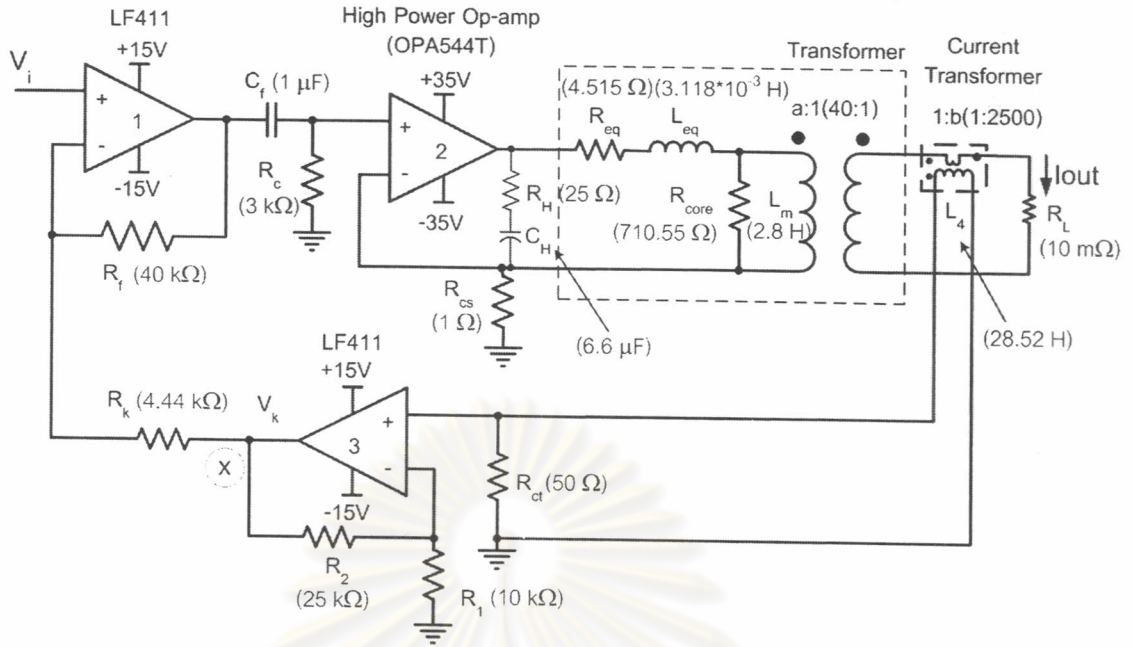 LF411
+15V
V_i
+
1
-
-15V
C_f (1 μF)
R_c
(3 kΩ)
R_f (40 kΩ)
High Power Op-amp
(OPA544T)
+35V
+
2
-
-35V
R_H (25 Ω)
C_H
(6.6 μF)
R_cs
(1 Ω)
Transformer
(4.515 Ω)(3.118*10⁻³ H)
R_eq
L_eq
a:1(40:1)
R_core
(710.55 Ω)
L_m
(2.8 H)
Current
Transformer
1:b(1:2500)
L_4
Iout
R_L
(10 mΩ)
(28.52 H)
LF411
+15V
R_k (4.44 kΩ)
V_k
X
+
3
-
-15V
R_ct (50 Ω)
R_2
(25 kΩ)
R_1 (10 kΩ)